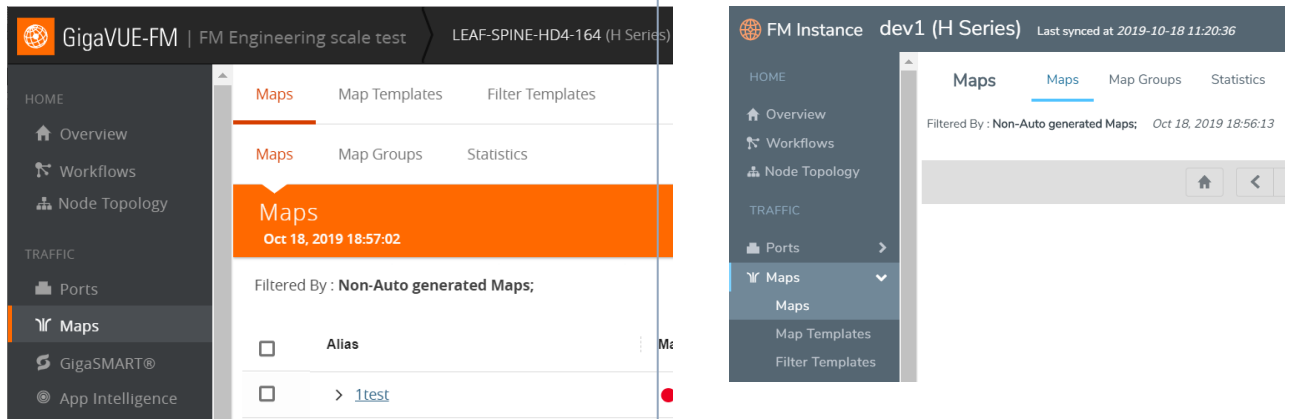 GigaVUE-FM | FM Engineering scale test LEAF-SPINE-HD4-164 (H Series)
HOME
Overview
Workflows
Node Topology
TRAFFIC
Ports
Maps
GigaSMART®
App Intelligence
Maps Map Templates Filter Templates
Maps Map Groups Statistics
Maps
Oct 18, 2019 18:57:02
Filtered By : Non-Auto generated Maps;
Alias Ma
1test
FM Instance dev1 (H Series) Last synced at 2019-10-18 11:20:36
HOME
Overview
Workflows
Node Topology
TRAFFIC
Ports
Maps
Maps
Map Templates
Filter Templates
Maps Maps Map Groups Statistics
Filtered By : Non-Auto generated Maps; Oct 18, 2019 18:56:13